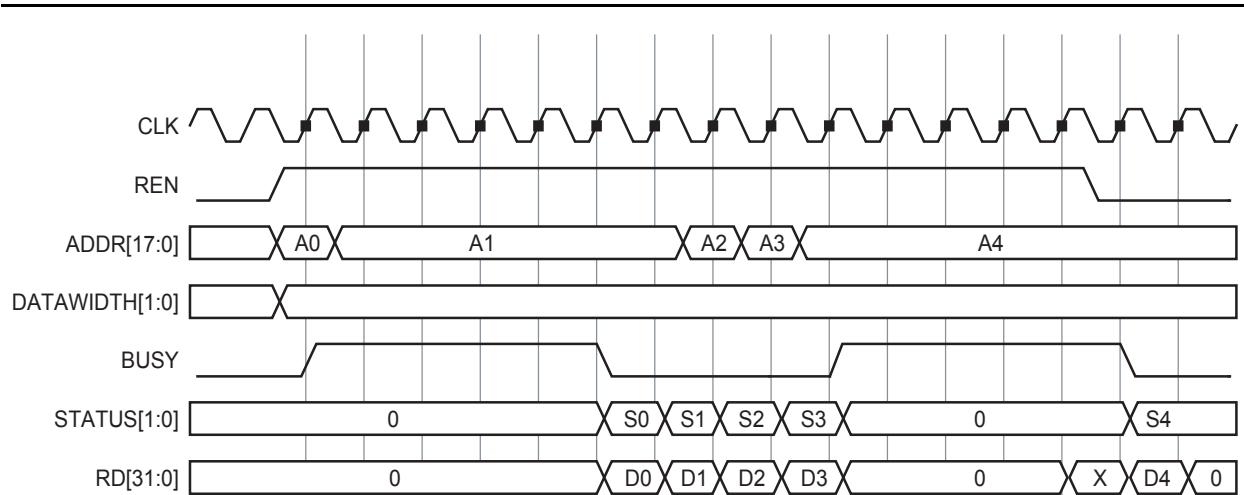 CLK
REN
ADDR[17:0] A0 A1 A2 A3 A4
DATAWIDTH[1:0]
BUSY
STATUS[1:0] 0 S0 S1 S2 S3 0 S4
RD[31:0] 0 D0 D1 D2 D3 0 X D4 0